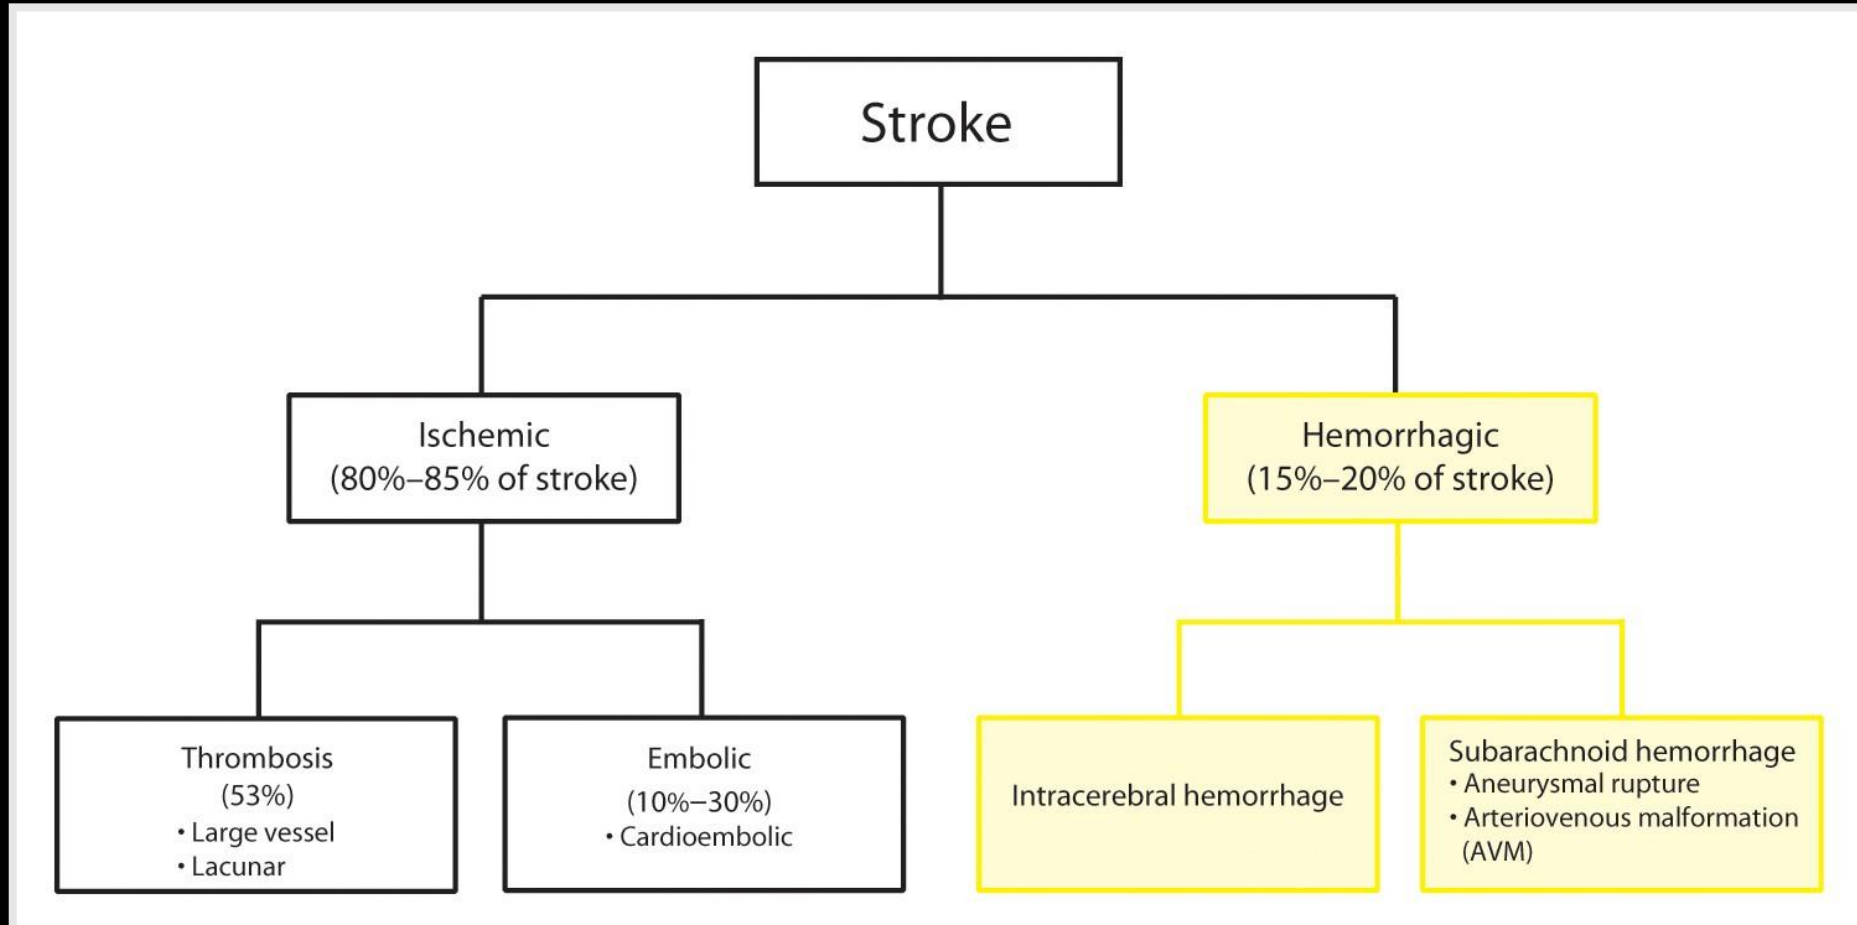 Stroke
Ischemic
(80%–85% of stroke)
Hemorrhagic
(15%–20% of stroke)
Thrombosis
(53%)
• Large vessel
• Lacunar
Embolic
(10%–30%)
• Cardioembolic
Intracerebral hemorrhage
Subarachnoid hemorrhage
• Aneurysmal rupture
• Arteriovenous malformation
(AVM)